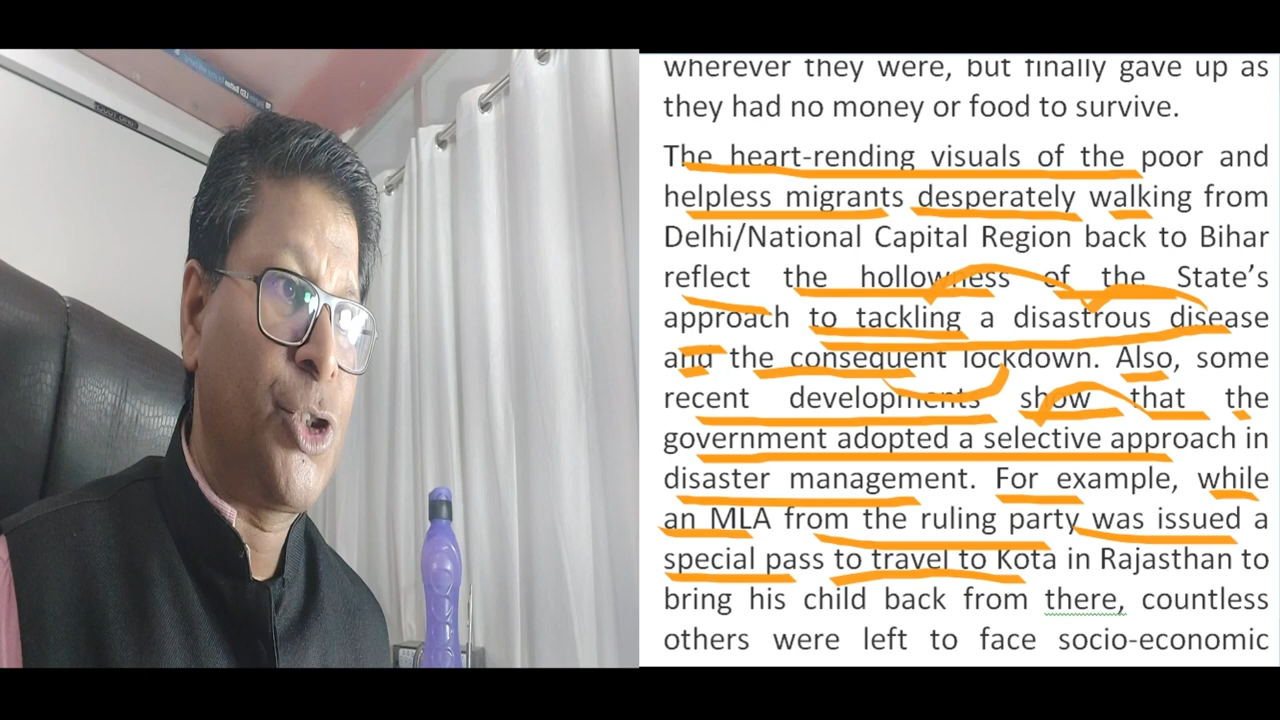 wherever they were, but finally gave up as
they had no money or food to survive.
The heart-rending visuals of the poor and
helpless migrants desperately walking from
Delhi/National Capital Region back to Bihar
reflect the hollowness of the State's
approach to tackling a disastrous disease
and the consequent lockdown. Also, some
recent developments show that the
government adopted a selective approach in
disaster management. For example, while
an MLA from the ruling party was issued a
special pass to travel to Kota in Rajasthan to
bring his child back from there, countless
others were left to face socio-economic